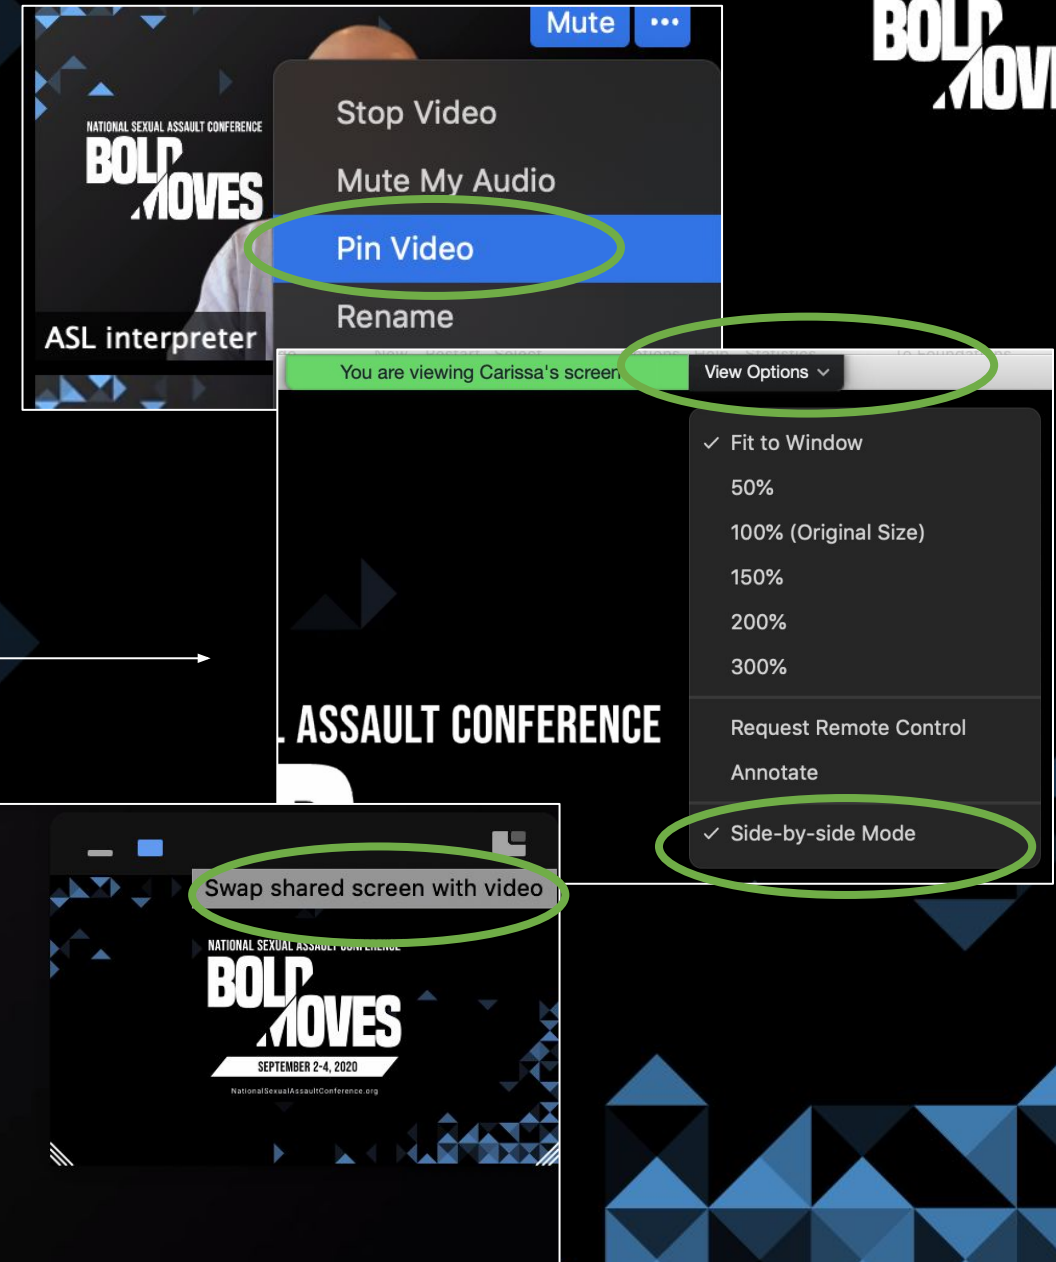 BOLD
MOVE
Mute
NATIONAL SEXUAL ASSAULT CONFERENCE
BOLD
MOVES
Stop Video
Mute My Audio
Pin Video
Rename
ASL interpreter
You are viewing Carissa's screen
View Options
Fit to Window
50%
100% (Original Size)
150%
200%
300%
Request Remote Control
Annotate
Side-by-side Mode
ASSAULT CONFERENCE
Swap shared screen with video
NATIONAL SEXUAL ASSAULT CONFERENCE
BOLD
MOVES
SEPTEMBER 2-4, 2020
NationalSexualAssaultConference.org